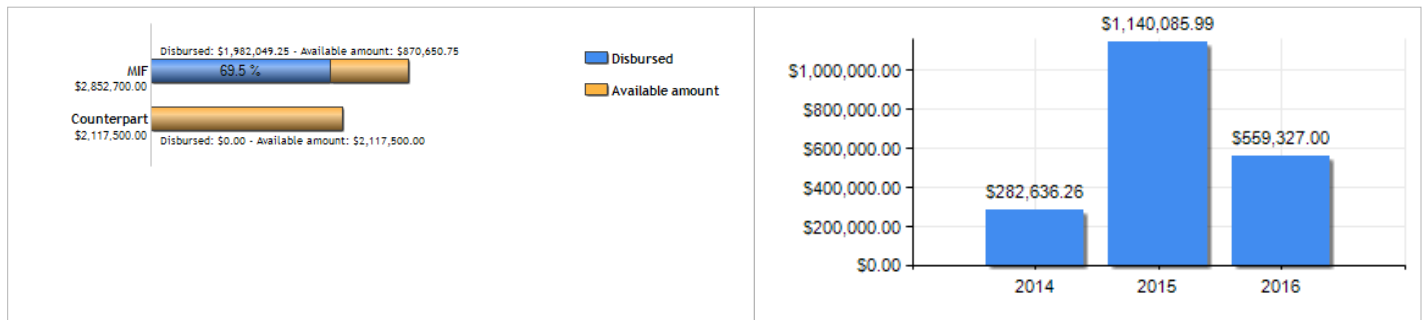 Disbursed: $1,982,049.25 - Available amount: $870,650.75
MIF
69.5 %
$2,852,700.00
Counterpart
$2,117,500.00
Disbursed: $0.00 - Available amount: $2,117,500.00
Disbursed
Available amount
$1,140,085.99
$1,000,000.00
$800,000.00
$600,000.00
$559,327.00
$400,000.00
$282,636.26
$200,000.00
$0.00
2014 2015 2016